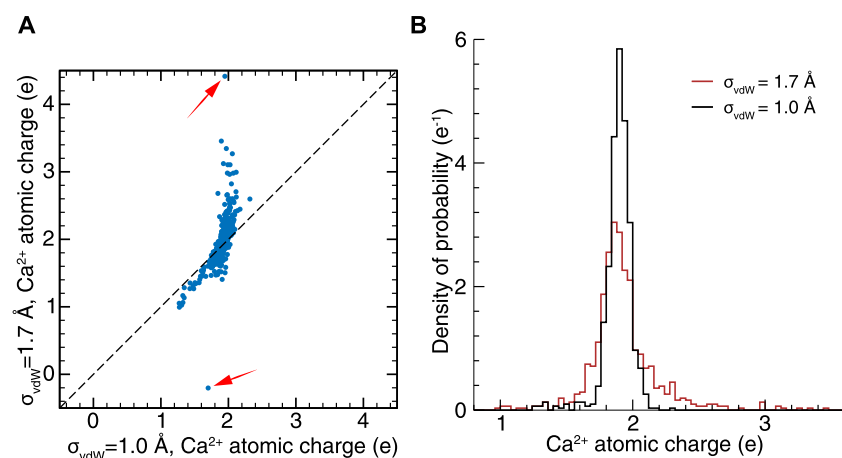 A
σvdW=1.7 Å, Ca²⁺ atomic charge (e)
4
3
2
1
0
0 1 2 3 4
σvdW=1.0 Å, Ca²⁺ atomic charge (e)
B
Density of probability (e⁻¹)
6
4
2
0
σvdW = 1.7 Å
σvdW = 1.0 Å
1 2 3
Ca²⁺ atomic charge (e)